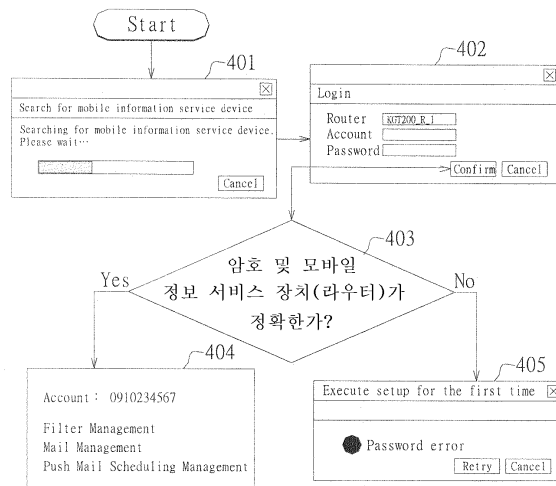 Start
401
Search for mobile information service device
Searching for mobile information service device.
Please wait…
Cancel
402
Login
Router KGT200_R_1
Account
Password
Confirm Cancel
403
암호 및 모바일
정보 서비스 장치(라우터)가
정확한가?
Yes
No
404
Account : 0910234567
Filter Management
Mail Management
Push Mail Scheduling Management
405
Execute setup for the first time
Password error
Retry Cancel